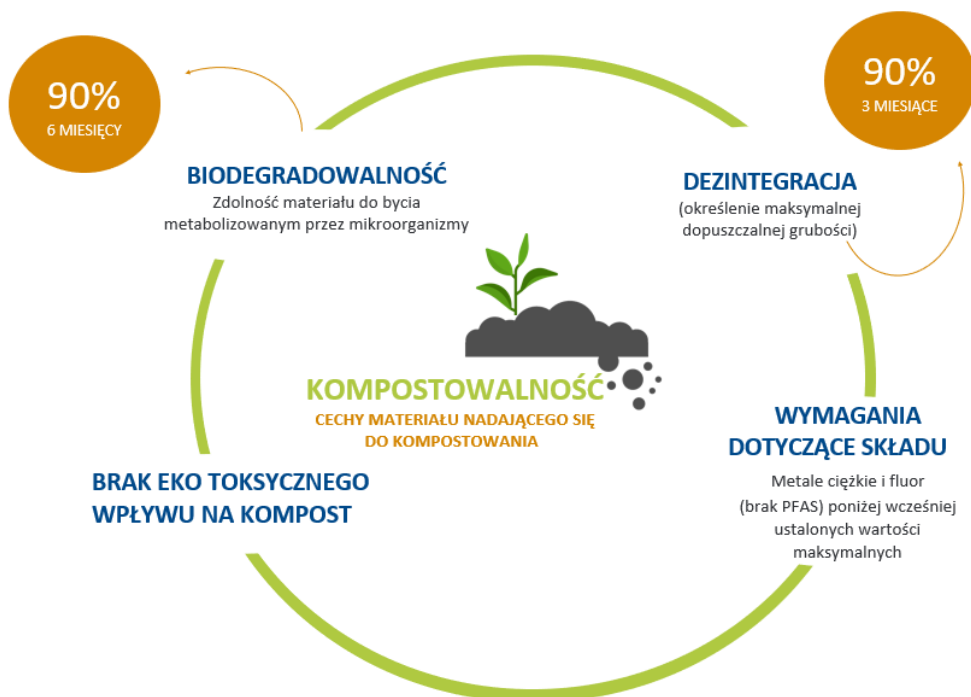 90%
6 MIESIĘCY
90%
3 MIESIĄCE
BIODEGRADOWALNOŚĆ
Zdolność materiału do bycia
metabolizowanym przez mikroorganizmy
DEZINTEGRACJA
(określenie maksymalnej
dopuszczalnej grubości)
KOMPOSTOWALNOŚĆ
CECHY MATERIAŁU NADAJĄCEGO SIĘ
DO KOMPOSTOWANIA
WYMAGANIA
DOTYCZĄCE SKŁADU
Metale ciężkie i fluor
(brak PFAS) poniżej wcześniej
ustalonych wartości
maksymalnych
BRAK EKO TOKSYCZNEGO
WPŁYWU NA KOMPOST